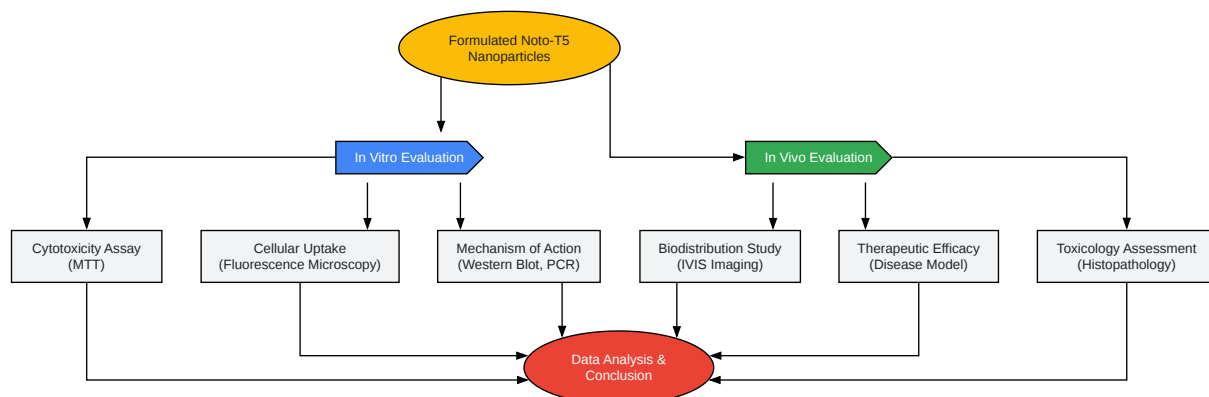 Formulated Noto-T5
Nanoparticles
In Vitro Evaluation
In Vivo Evaluation
Cytotoxicity Assay
(MTT)
Cellular Uptake
(Fluorescence Microscopy)
Mechanism of Action
(Western Blot, PCR)
Biodistribution Study
(IVIS Imaging)
Therapeutic Efficacy
(Disease Model)
Toxicology Assessment
(Histopathology)
Data Analysis &
Conclusion